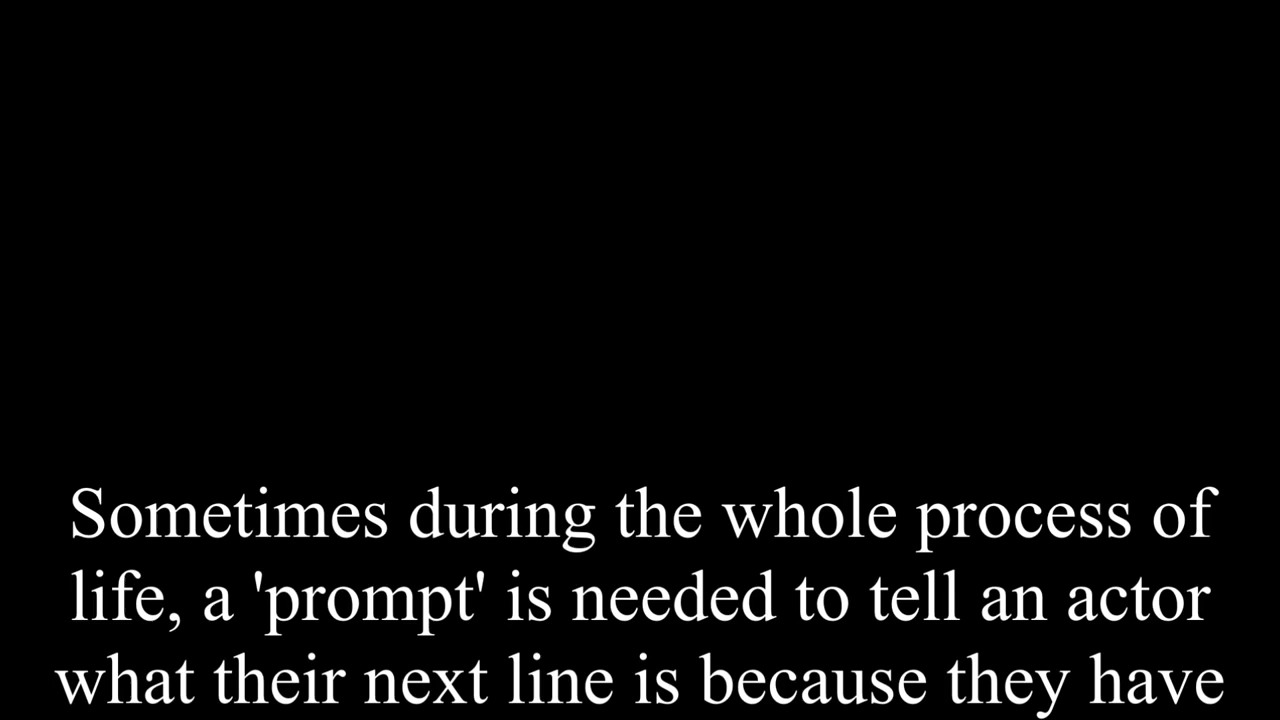 Sometimes during the whole process of
life, a 'prompt' is needed to tell an actor
what their next line is because they have